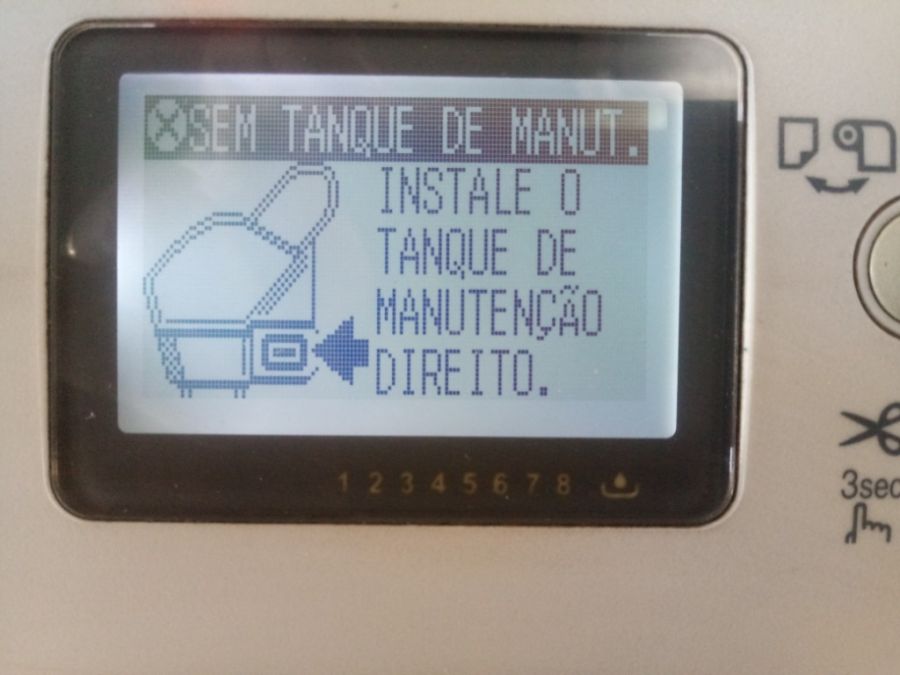 SEM TANQUE DE MANUT.
INSTALE O
TANQUE DE
MANUTENÇÃO
DIREITO.
1 2 3 4 5 6 7 8
3sec